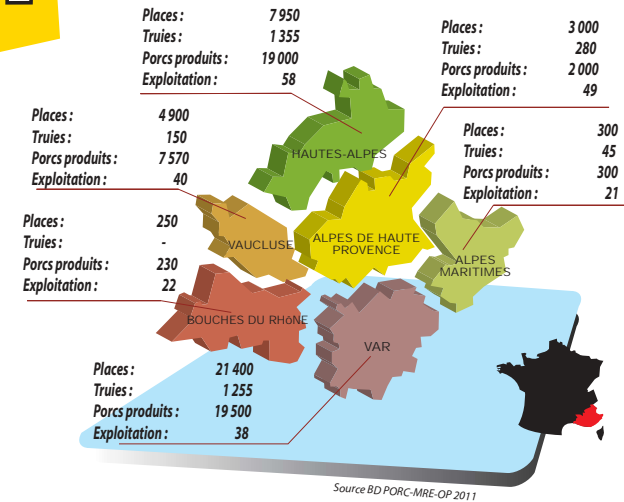 Places : 7 950
Truies : 1 355
Porcs produits : 19 000
Exploitation : 58
Places : 3 000
Truies : 280
Porcs produits : 2 000
Exploitation : 49
Places : 4 900
Truies : 150
Porcs produits : 7 570
Exploitation : 40
Places : 300
Truies : 45
Porcs produits : 300
Exploitation : 21
Places : 250
Truies : -
Porcs produits : 230
Exploitation : 22
HAUTES-ALPES
VAUCLUSE
ALPES DE HAUTE
PROVENCE
ALPES
MARITIMES
BOUCHES DU RHôNE
VAR
Places : 21 400
Truies : 1 255
Porcs produits : 19 500
Exploitation : 38
Source BD PORC-MRE-OP 2011